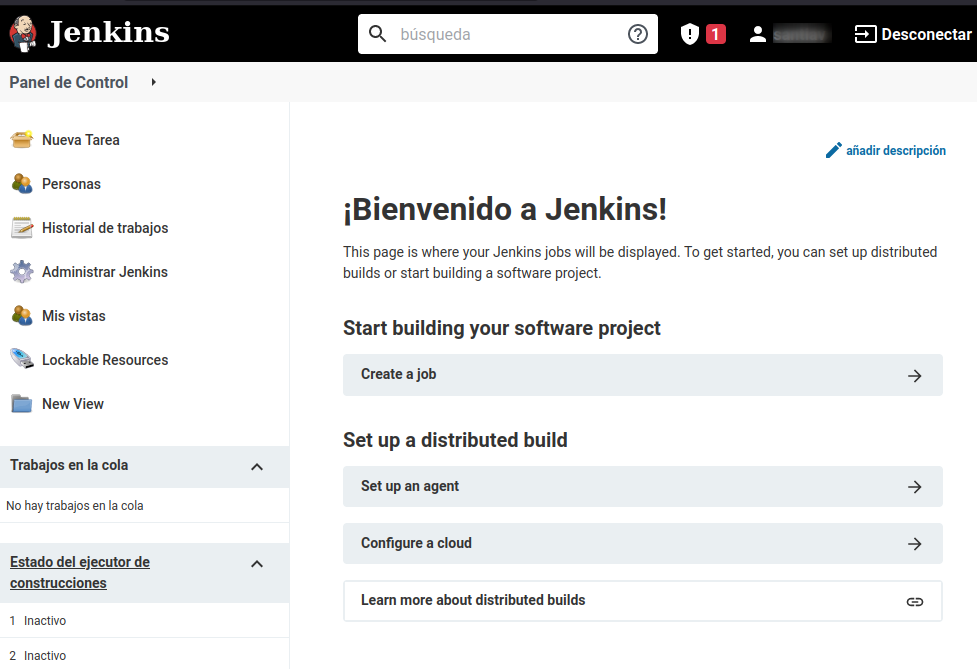 Jenkins
búsqueda
1
Desconectar
Panel de Control
Nueva Tarea
Personas
Historial de trabajos
Administrar Jenkins
Mis vistas
Lockable Resources
New View
Trabajos en la cola
No hay trabajos en la cola
Estado del ejecutor de
construcciones
1 Inactivo
2 Inactivo
añadir descripción
¡Bienvenido a Jenkins!
This page is where your Jenkins jobs will be displayed. To get started, you can set up distributed
builds or start building a software project.
Start building your software project
Create a job
Set up a distributed build
Set up an agent
Configure a cloud
Learn more about distributed builds